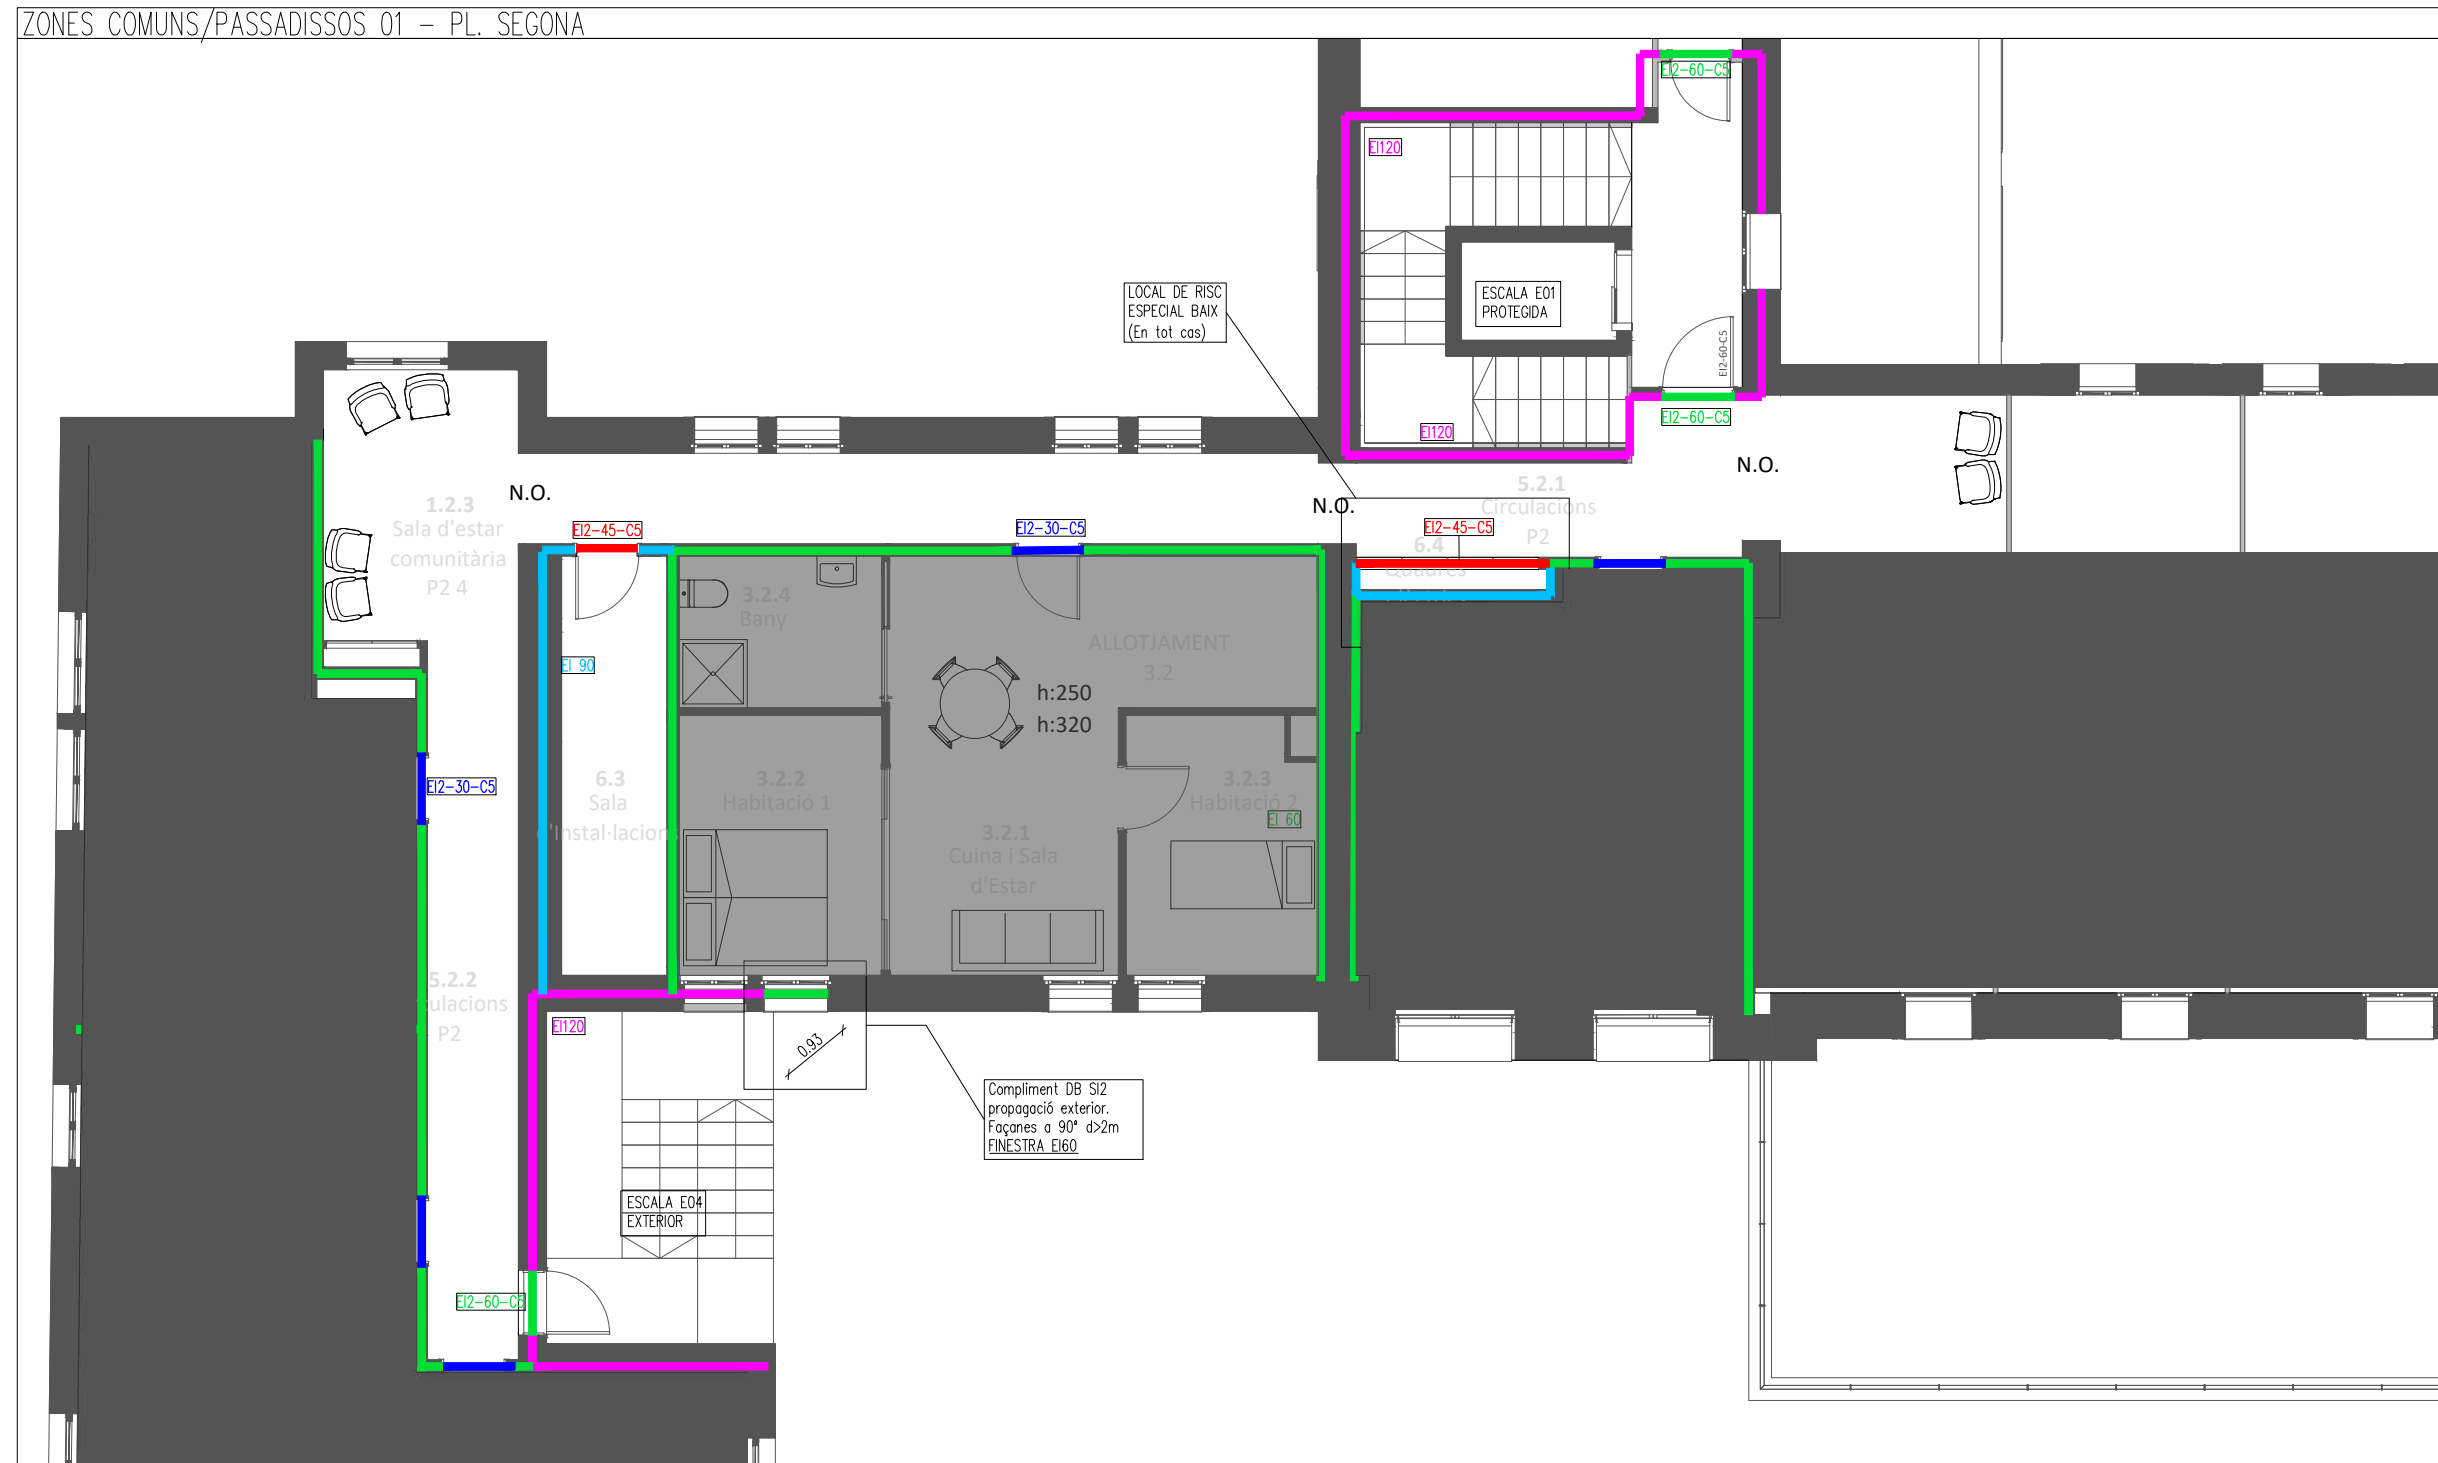 ZONES COMUNS/PASSADISSOS 01 – PL. SEGONA
EI2-60-C5
EI120
LOCAL DE RISC
ESPECIAL BAIX
(En tot cas)
ESCALA E01
PROTEGIDA
EI2-60-C5
EI2-60-C5
EI120
N.O.
N.O.
N.O.
1.2.3
Sala d'estar
comunitària
P2 4
5.2.1
Circulacions
P2
EI2-45-C5
EI2-30-C5
EI2-45-C5
6.4
Quadres
3.2.4
Bany
ALLOTJAMENT
3.2
EI 90
h:250
h:320
EI2-30-C5
6.3
Sala
d'Instal·lacions
3.2.2
Habitació 1
3.2.3
Habitació 2
EI 60
3.2.1
Cuina i Sala
d'Estar
5.2.2
ulacions
P2
EI120
0.93
Compliment DB SI2
propagació exterior.
Façanes a 90° d>2m
FINESTRA EI60
ESCALA E04
EXTERIOR
EI2-60-C5